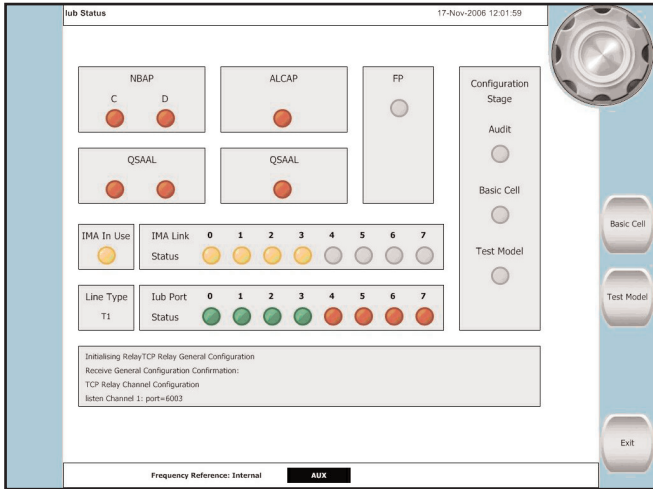 Iub Status
17-Nov-2006 12:01:59
NBAP
C D
ALCAP
FP
Configuration
Stage
Audit
Basic Cell
Test Model
QSAAL
QSAAL
IMA In Use
IMA Link 0 1 2 3 4 5 6 7
Status
Line Type
T1
Iub Port 0 1 2 3 4 5 6 7
Status
Initialising RelayTCP Relay General Configuration
Receive General Configuration Confirmation:
TCP Relay Channel Configuration
listen Channel 1: port=6003
Basic Cell
Test Model
Exit
Frequency Reference: Internal AUX